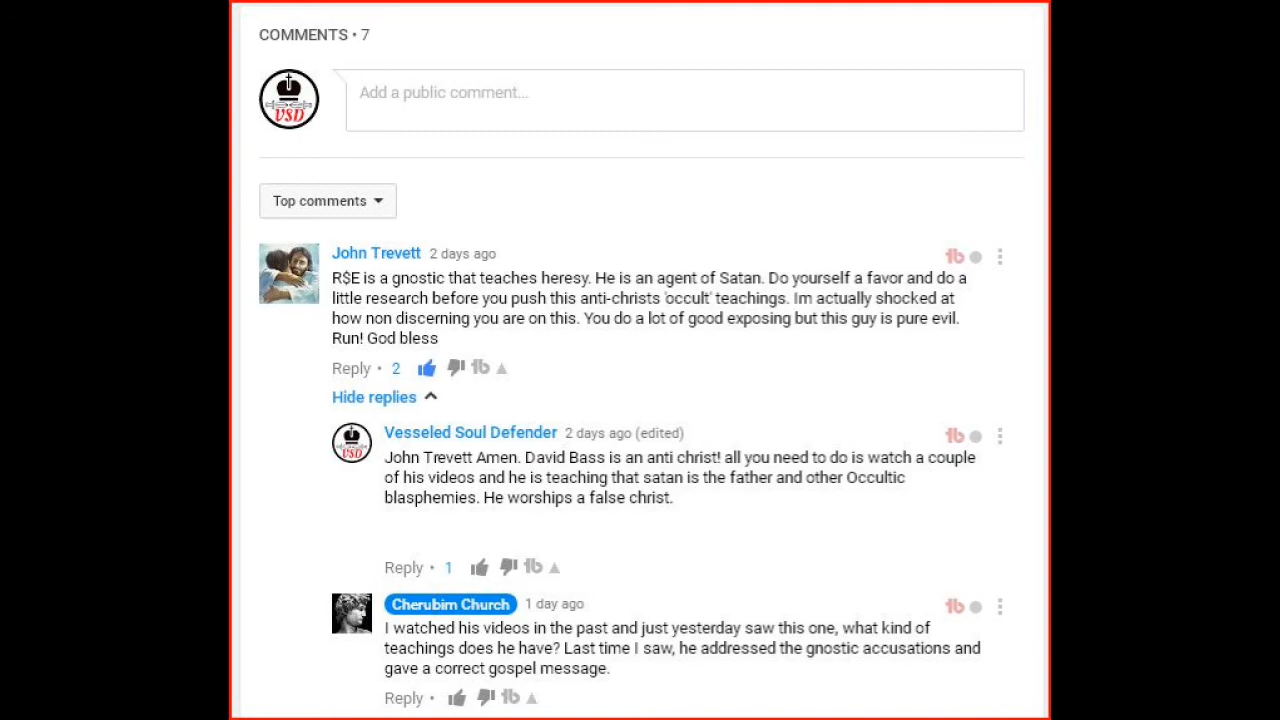 COMMENTS • 7
VSD
Add a public comment...
Top comments
John Trevett 2 days ago
R$E is a gnostic that teaches heresy. He is an agent of Satan. Do yourself a favor and do a
little research before you push this anti-christs 'occult' teachings. Im actually shocked at
how non discerning you are on this. You do a lot of good exposing but this guy is pure evil.
Run! God bless
Reply • 2
Hide replies
VSD
Vesseled Soul Defender 2 days ago (edited)
John Trevett Amen. David Bass is an anti christ! all you need to do is watch a couple
of his videos and he is teaching that satan is the father and other Occultic
blasphemies. He worships a false christ.
Reply • 1
Cherubim Church 1 day ago
I watched his videos in the past and just yesterday saw this one, what kind of
teachings does he have? Last time I saw, he addressed the gnostic accusations and
gave a correct gospel message.
Reply •